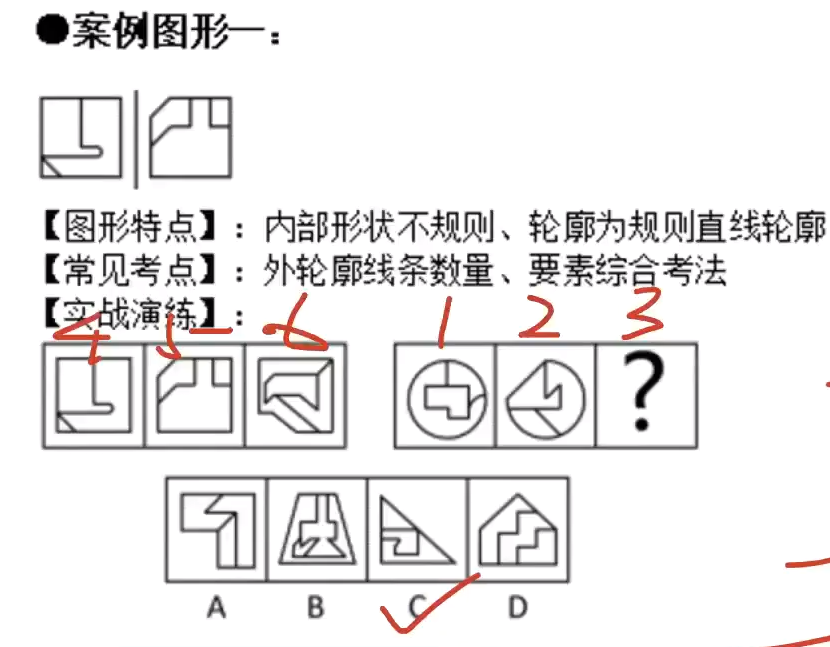 ●案例图形一：
【图形特点】：内部形状不规则、轮廓为规则直线轮廓
【常见考点】：外轮廓线条数量、要素综合考法
【实战演练】：
4 5 6 1 2 3
?
A B C D